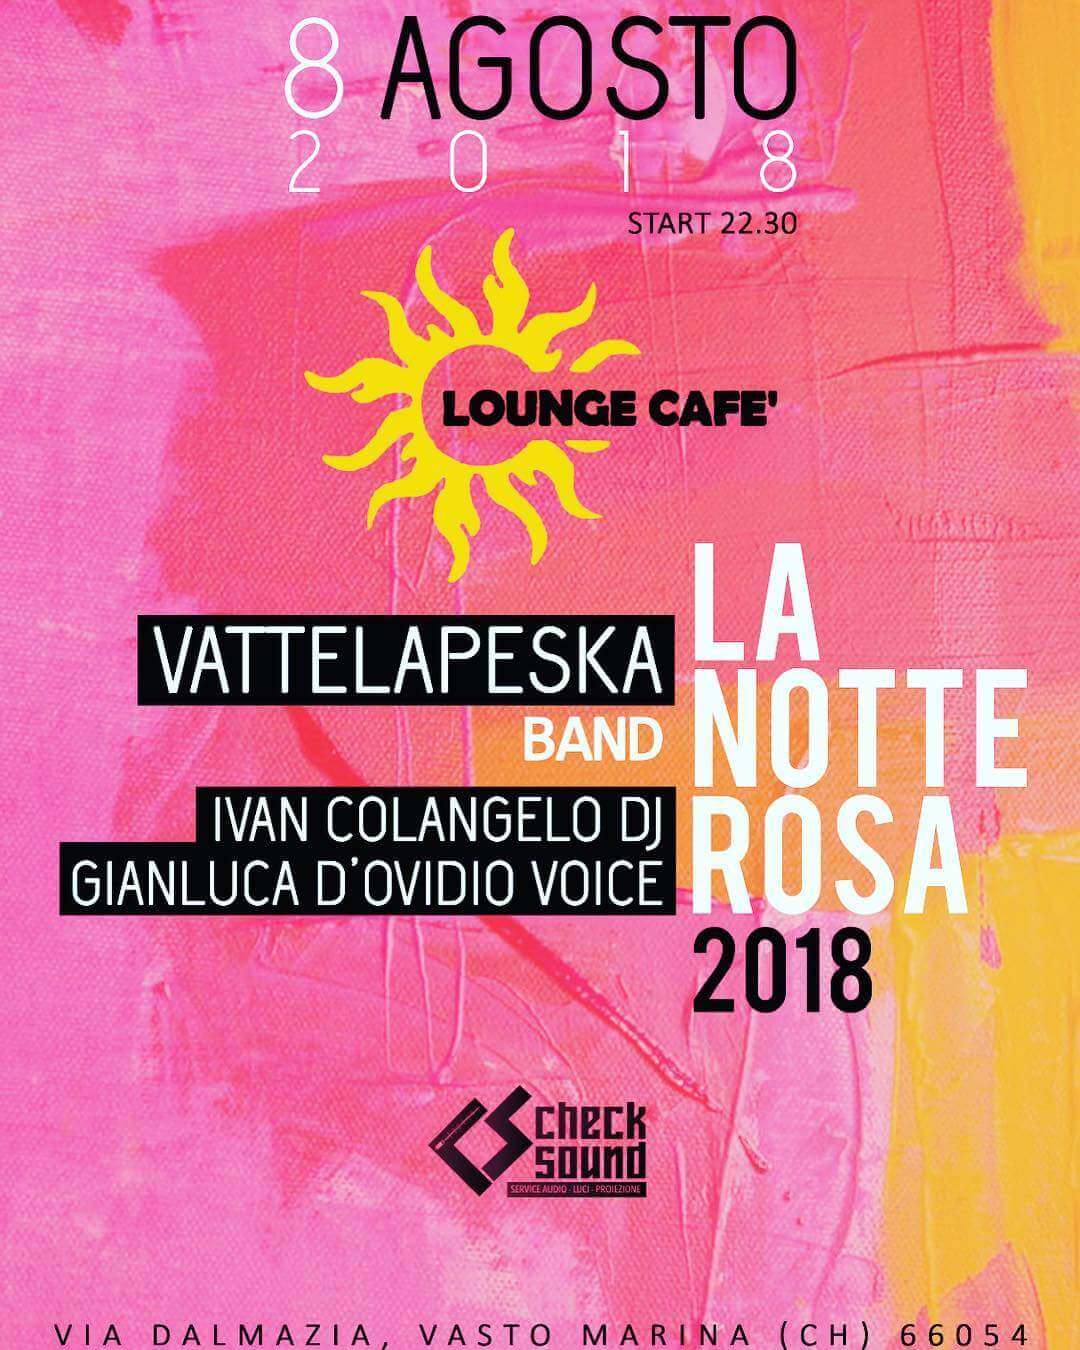 8 AGOSTO
2018
START 22.30
LOUNGE CAFE'
VATTELAPESKA
BAND
IVAN COLANGELO DJ
GIANLUCA D'OVIDIO VOICE
LA
NOTTE
ROSA
2018
CS check
sound
SERVICE AUDIO - LUCI - PROIEZIONE
VIA DALMAZIA, VASTO MARINA (CH) 66054